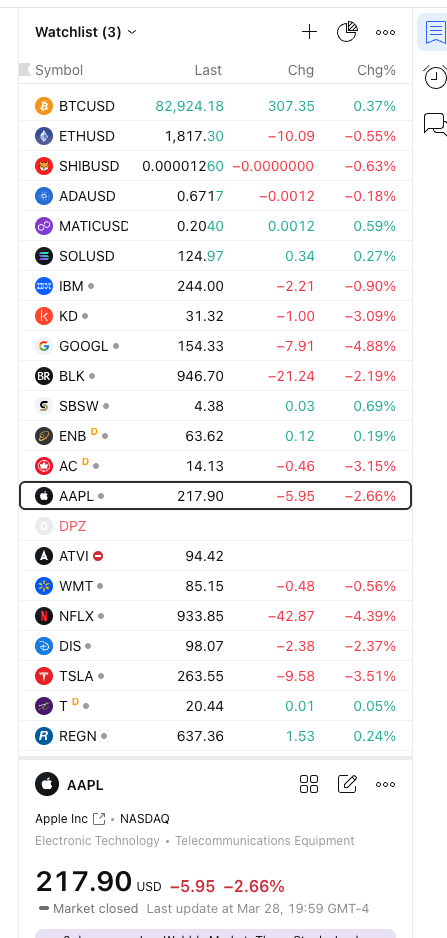 Watchlist (3)
Symbol Last Chg Chg%
BTCUSD 82,924.18 307.35 0.37%
ETHUSD 1,817.30 −10.09 −0.55%
SHIBUSD 0.00001260 −0.0000000 −0.63%
ADAUSD 0.6717 −0.0012 −0.18%
MATICUSD 0.2040 0.0012 0.59%
SOLUSD 124.97 0.34 0.27%
IBM 244.00 −2.21 −0.90%
KD 31.32 −1.00 −3.09%
GOOGL 154.33 −7.91 −4.88%
BR BLK 946.70 −21.24 −2.19%
SBSW 4.38 0.03 0.69%
ENB D 63.62 0.12 0.19%
AC D 14.13 −0.46 −3.15%
AAPL 217.90 −5.95 −2.66%
D DPZ
ATVI 94.42
WMT 85.15 −0.48 −0.56%
NFLX 933.85 −42.87 −4.39%
DIS 98.07 −2.38 −2.37%
TSLA 263.55 −9.58 −3.51%
T D 20.44 0.01 0.05%
R REGN 637.36 1.53 0.24%
AAPL
Apple Inc • NASDAQ
Electronic Technology • Telecommunications Equipment
217.90 USD −5.95 −2.66%
Market closed Last update at Mar 28, 19:59 GMT-4